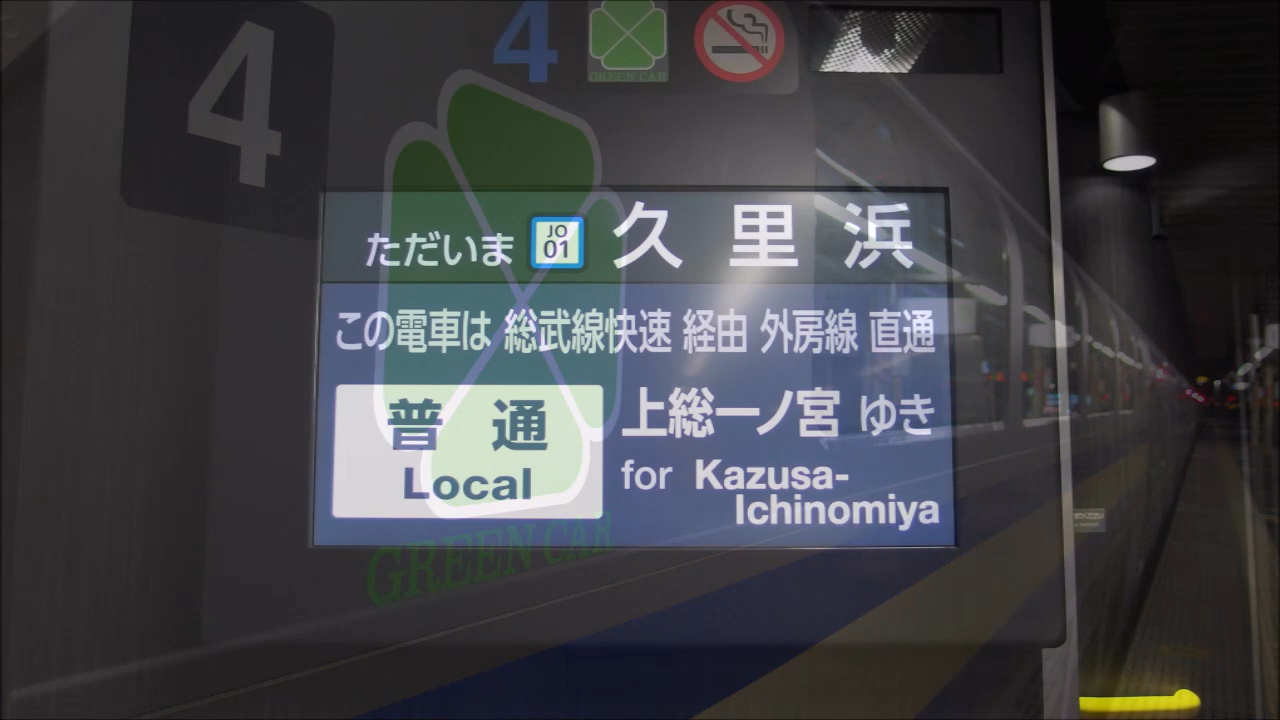 4
4
GREEN CAR
ただいま JO 01 久里浜
この電車は 総武線快速 経由 外房線 直通
普通 上総一ノ宮 ゆき
Local for Kazusa-
Ichinomiya
GREEN CAR